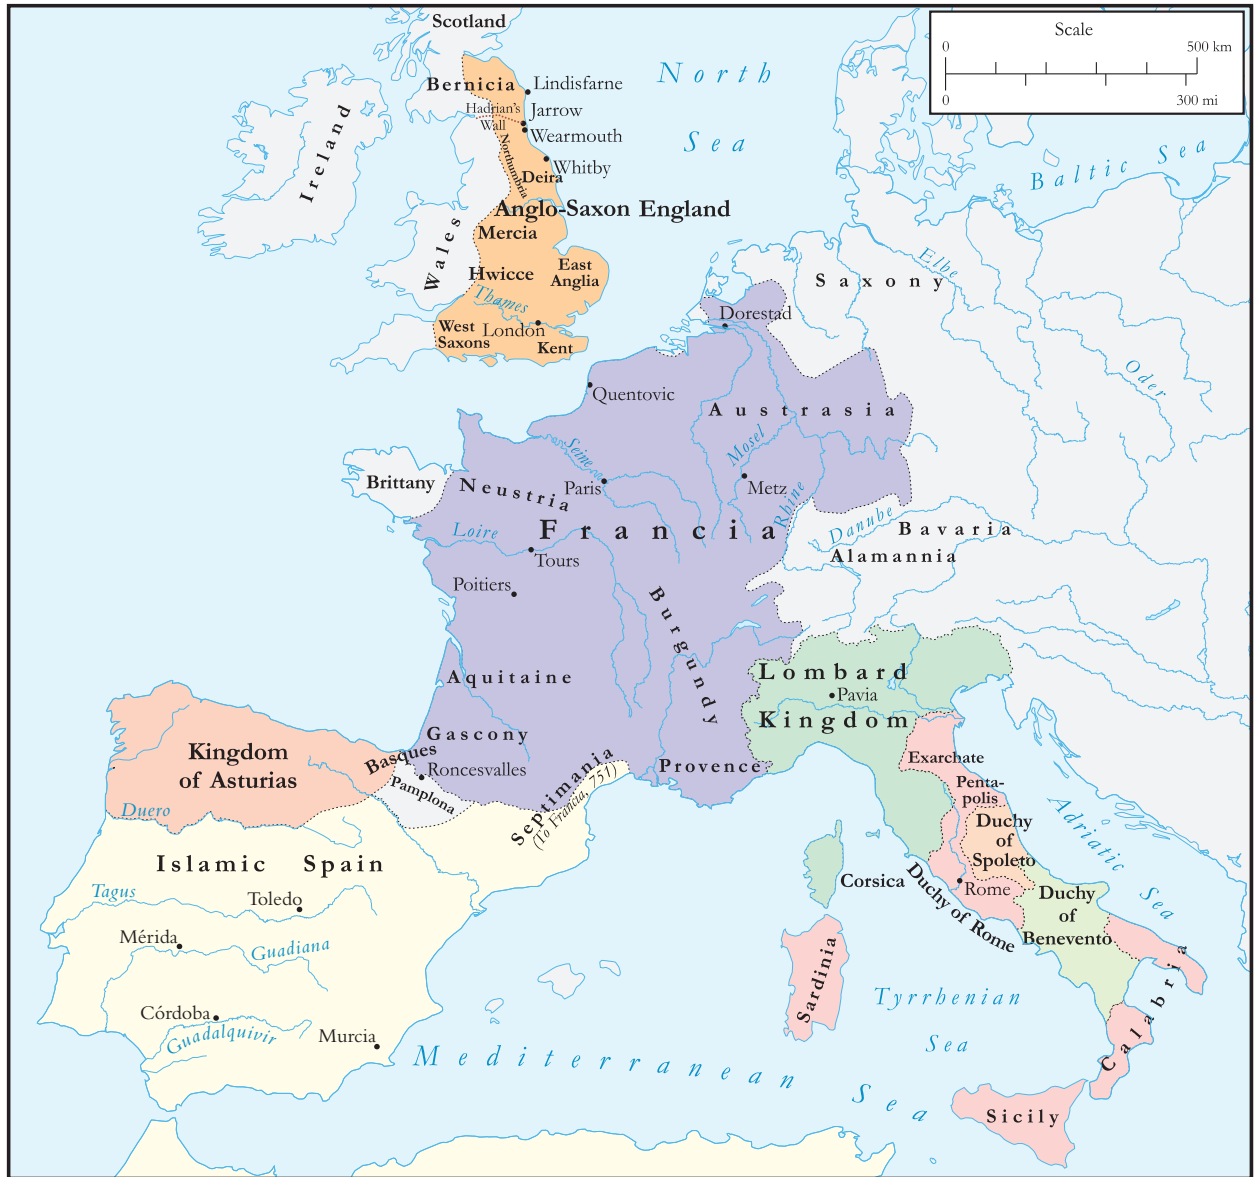 Scotland
Scale
0
500 km
0
300 mi
North
Sea
Bernicia
Lindisfarne
Hadrian's
Wall
Jarrow
Wearmouth
Northumbria
Whitby
Deira
Ireland
Baltic Sea
Anglo-Saxon England
Mercia
Wales
Hwicce
East
Anglia
Thames
West
Saxons
London
Kent
Elbe
Saxony
Dorestad
Oder
Quentovic
Austrasia
Seine
Mosel
Brittany
Neustria
Paris
Metz
Rhine
Loire
Francia
Danube
Bavaria
Alamannia
Tours
Poitiers
Burgundy
Aquitaine
Lombard
Pavia
Kingdom
Gascony
Kingdom
of Asturias
Basques
Roncesvalles
Pamplona
Septimania
(To Francia, 751)
Provence
Exarchate
Penta-
polis
Duero
Adriatic Sea
Duchy
of
Spoleto
Islamic Spain
Tagus
Toledo
Corsica
Duchy of Rome
Rome
Duchy
of
Benevento
Mérida
Guadiana
Sardinia
Calabria
Tyrrhenian
Sea
Córdoba
Guadalquivir
Murcia
Mediterranean Sea
Sicily